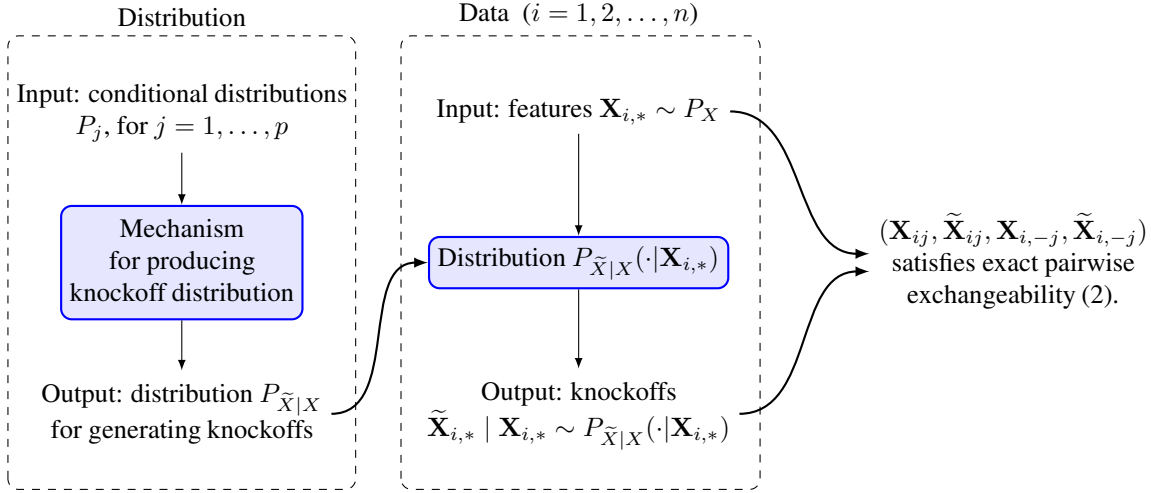 Distribution
Input: conditional distributions
P_j, for j = 1, . . . , p
Mechanism
for producing
knockoff distribution
Output: distribution P_{X̃|X}
for generating knockoffs
Data (i = 1, 2, . . . , n)
Input: features X_{i,∗} ∼ P_X
Distribution P_{X̃|X}(·|X_{i,∗})
Output: knockoffs
X̃_{i,∗} | X_{i,∗} ∼ P_{X̃|X}(·|X_{i,∗})
(X_{ij}, X̃_{ij}, X_{i,−j}, X̃_{i,−j})
satisfies exact pairwise
exchangeability (2).